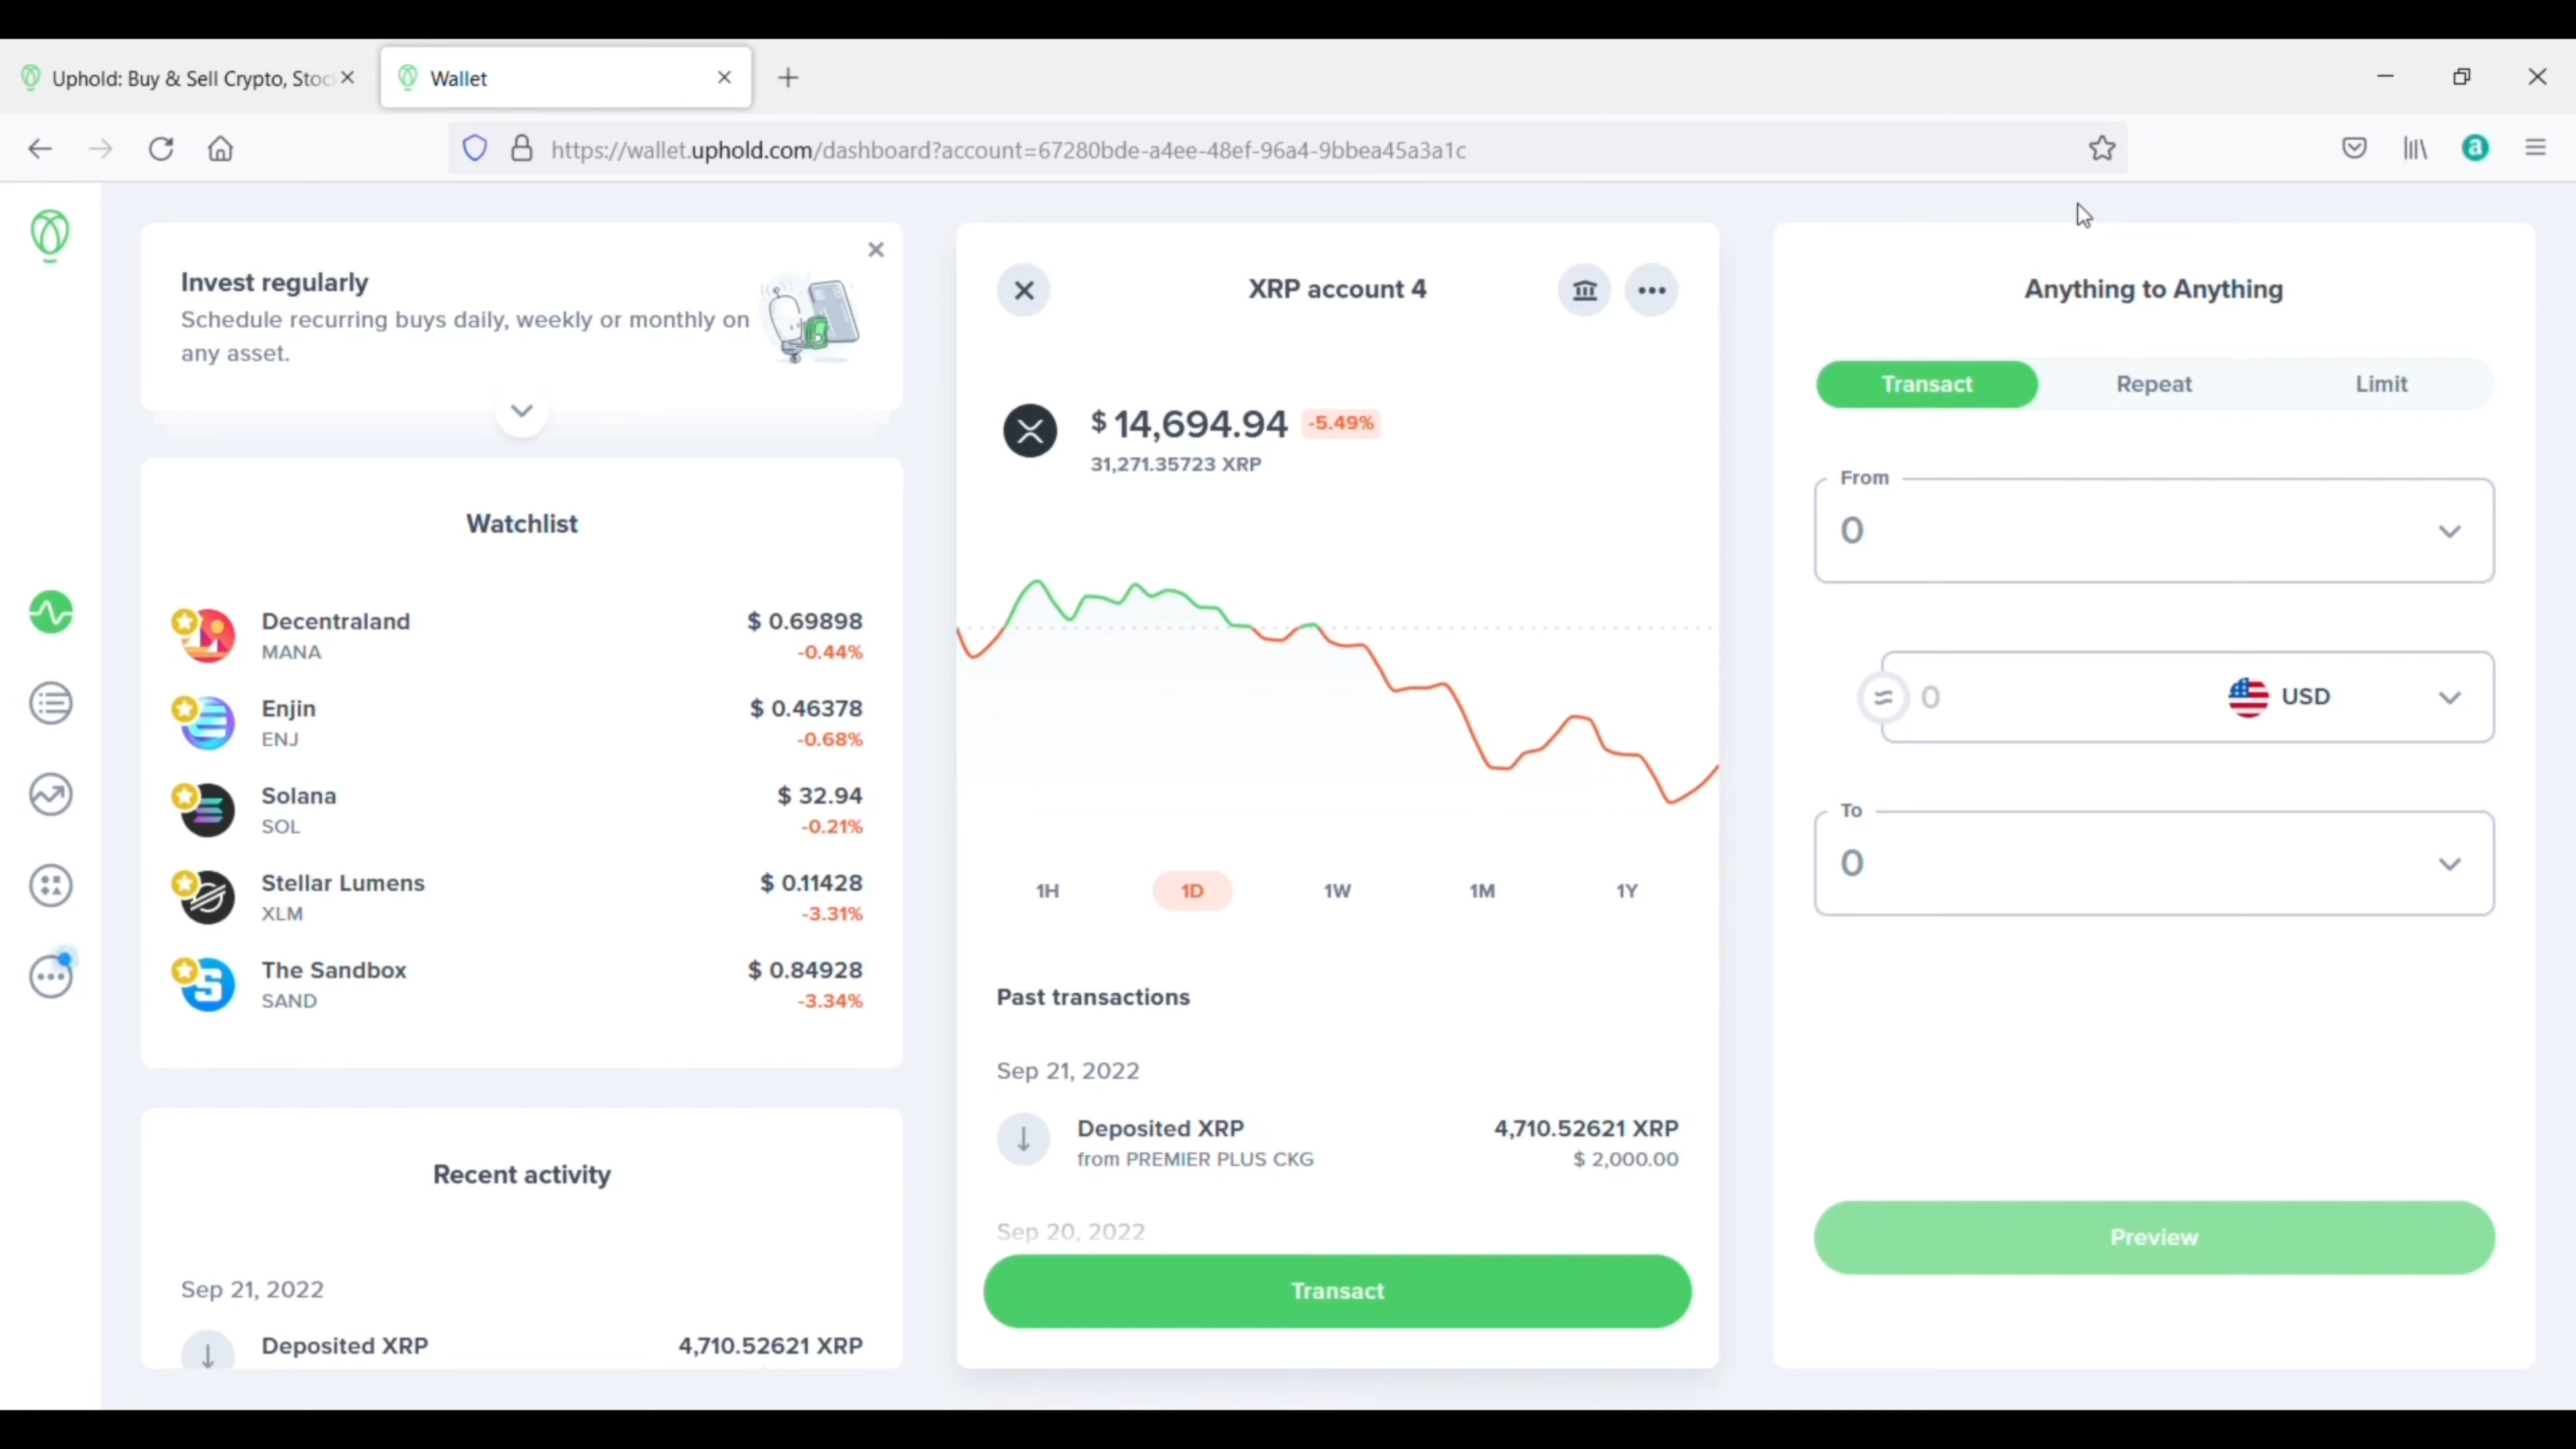 Uphold: Buy & Sell Crypto, Stoc
Wallet
https://wallet.uphold.com/dashboard?account=67280bde-a4ee-48ef-96a4-9bbea45a3a1c
a
Invest regularly
Schedule recurring buys daily, weekly or monthly on
any asset.
Watchlist
Decentraland $ 0.69898
MANA -0.44%
Enjin $ 0.46378
ENJ -0.68%
Solana $ 32.94
SOL -0.21%
Stellar Lumens $ 0.11428
XLM -3.31%
The Sandbox $ 0.84928
SAND -3.34%
Recent activity
Sep 21, 2022
Deposited XRP 4,710.52621 XRP
XRP account 4
$ 14,694.94 -5.49%
31,271.35723 XRP
1H 1D 1W 1M 1Y
Past transactions
Sep 21, 2022
Deposited XRP 4,710.52621 XRP
from PREMIER PLUS CKG $ 2,000.00
Sep 20, 2022
Transact
Anything to Anything
Transact Repeat Limit
From
0
≈ 0 USD
To
0
Preview